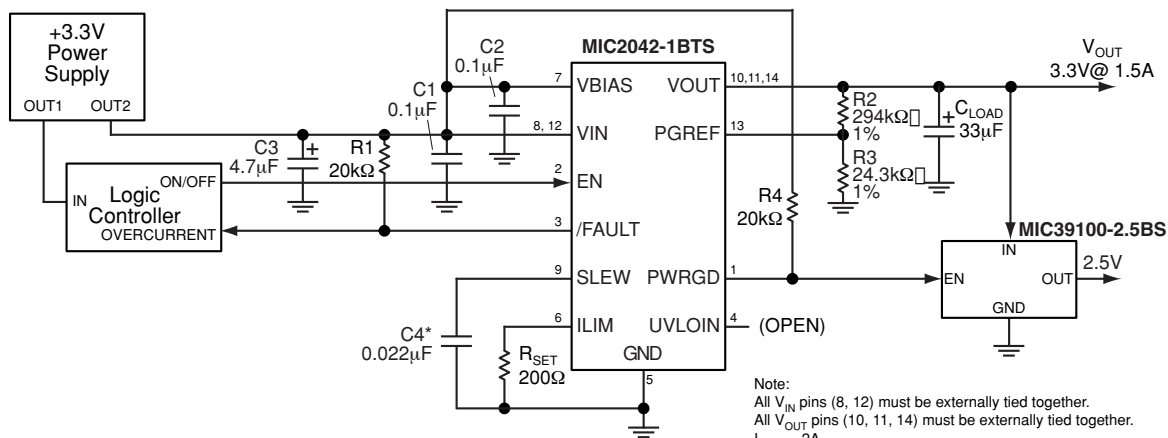 +3.3V
Power
Supply
OUT1
OUT2
MIC2042-1BTS
C2
0.1μF
C1
0.1μF
C3
4.7μF
+
R1
20kΩ
7
VBIAS
8, 12
VIN
2
EN
3
/FAULT
9
SLEW
6
ILIM
GND
5
VOUT
10,11,14
PGREF
13
PWRGD
1
UVLOIN
4
(OPEN)
IN
ON/OFF
Logic
Controller
OVERCURRENT
C4*
0.022μF
RSET
200Ω
VOUT
3.3V@ 1.5A
R2
294kΩ
1%
R3
24.3kΩ
1%
+
CLOAD
33μF
R4
20kΩ
MIC39100-2.5BS
IN
EN
OUT
GND
2.5V
Note:
All VIN pins (8, 12) must be externally tied together.
All VOUT pins (10, 11, 14) must be externally tied together.